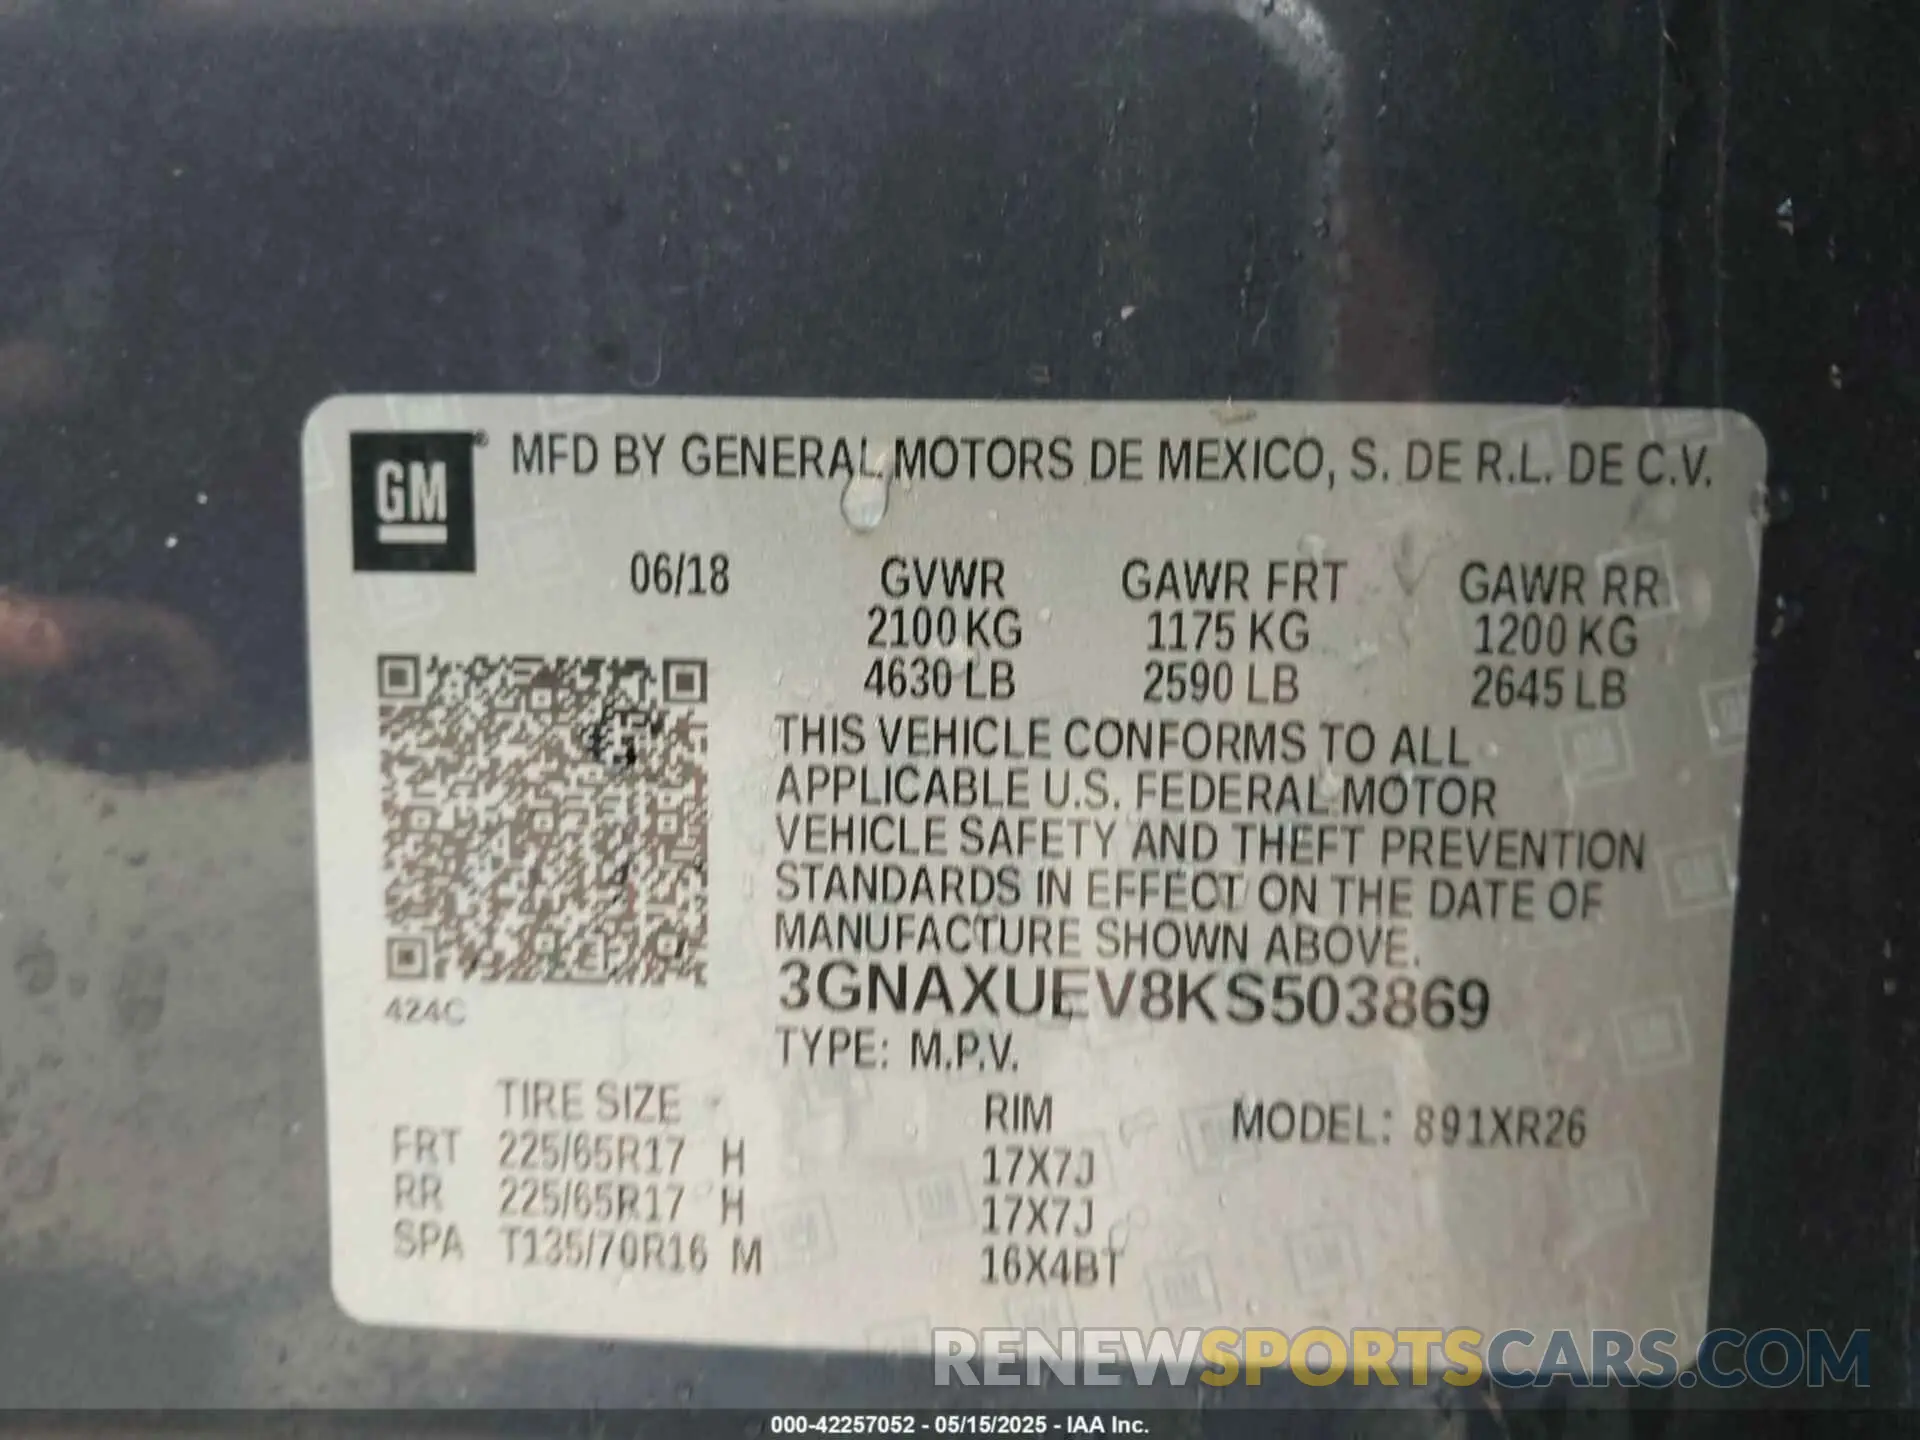 GM® MFD BY GENERAL MOTORS DE MEXICO, S. DE R.L. DE C.V.
06/18 GVWR GAWR FRT GAWR RR
2100 KG 1175 KG 1200 KG
4630 LB 2590 LB 2645 LB
THIS VEHICLE CONFORMS TO ALL
APPLICABLE U.S. FEDERAL MOTOR
VEHICLE SAFETY AND THEFT PREVENTION
STANDARDS IN EFFECT ON THE DATE OF
MANUFACTURE SHOWN ABOVE.
3GNAXUEV8KS503869
424C
TYPE: M.P.V.
TIRE SIZE RIM MODEL: 891XR26
FRT 225/65R17 H 17X7J
RR 225/65R17 H 17X7J
SPA T135/70R16 M 16X4BT
RENEWSPORTSCARS.COM
000-42257052 - 05/15/2025 - IAA Inc.